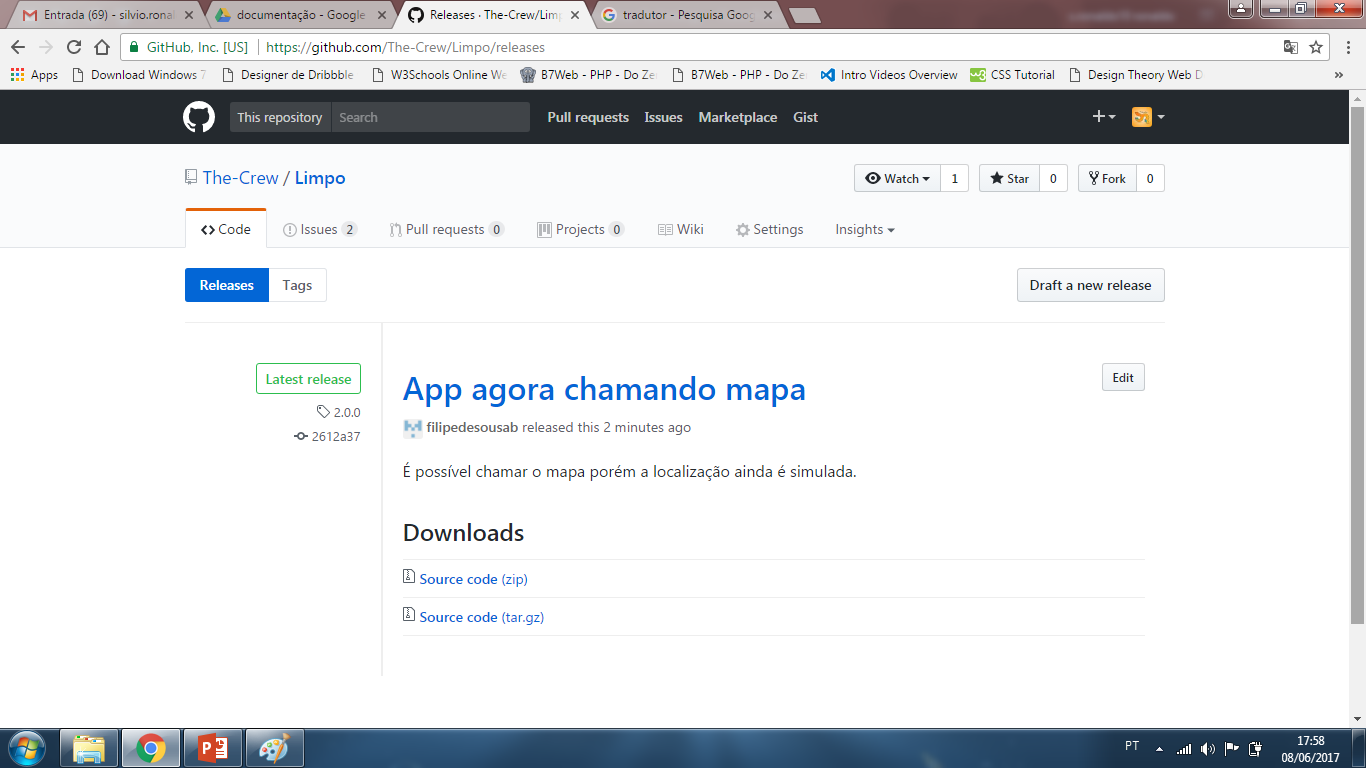 Entrada (69) - silvio.ronal
documentação - Google
Releases · The-Crew/Limp
tradutor - Pesquisa Goog
GitHub, Inc. [US]
https://github.com/The-Crew/Limpo/releases
Apps
Download Windows 7
Designer de Dribbble
W3Schools Online We
B7Web - PHP - Do Ze
B7Web - PHP - Do Ze
Intro Videos Overview
CSS Tutorial
Design Theory Web D
»
This repository
Search
Pull requests
Issues
Marketplace
Gist
The-Crew / Limpo
Watch
1
Star
0
Fork
0
Code
Issues 2
Pull requests 0
Projects 0
Wiki
Settings
Insights
Releases
Tags
Draft a new release
Latest release
2.0.0
2612a37
App agora chamando mapa
Edit
filipedesousab released this 2 minutes ago
É possível chamar o mapa porém a localização ainda é simulada.
Downloads
Source code (zip)
Source code (tar.gz)
PT
17:58
08/06/2017